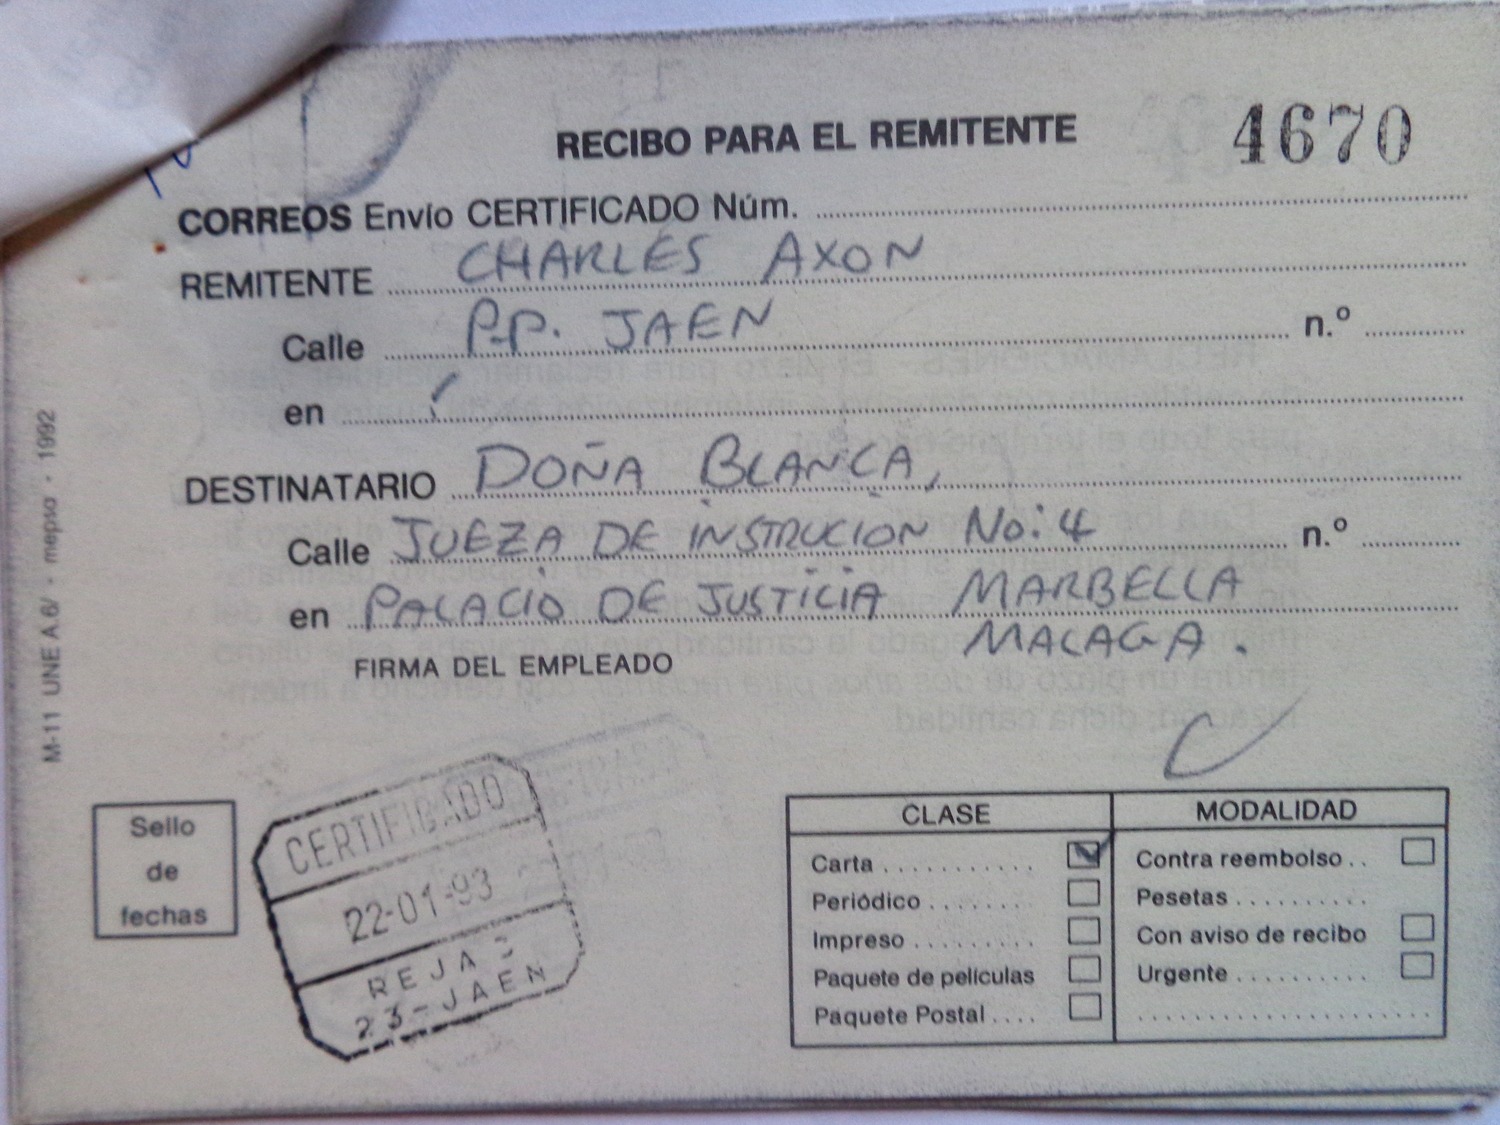 RECIBO PARA EL REMITENTE
4670
CORREOS Envío CERTIFICADO Núm.
REMITENTE CHARLES AXON
Calle P.P. JAEN n.º
en
DESTINATARIO DOÑA BLANCA,
Calle JUEZA DE INSTRUCION No: 4 n.º
en PALACIO DE JUSTICIA MARBELLA
MALAGA.
FIRMA DEL EMPLEADO
M-11 UNE A.6/ - mepso - 1992
Sello
de
fechas
CERTIFICADO
22-01-93
REJA
23-JAEN
CLASE
Carta
Periódico
Impreso
Paquete de películas
Paquete Postal
MODALIDAD
Contra reembolso
Pesetas
Con aviso de recibo
Urgente